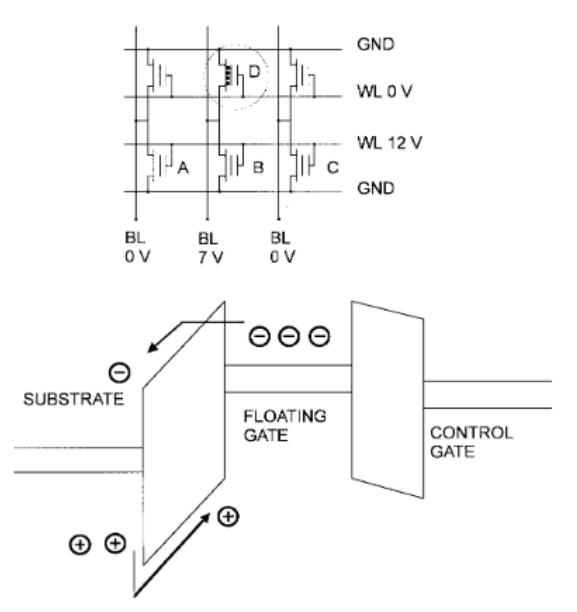 GND
D
WL 0 V
WL 12 V
A
B
C
GND
BL
0 V
BL
7 V
BL
0 V
SUBSTRATE
FLOATING
GATE
CONTROL
GATE